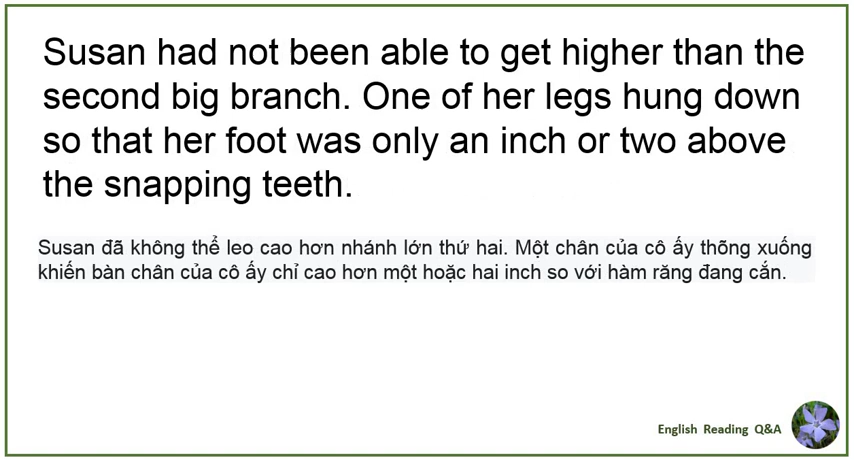 Susan had not been able to get higher than the
second big branch. One of her legs hung down
so that her foot was only an inch or two above
the snapping teeth.
Susan đã không thể leo cao hơn nhánh lớn thứ hai. Một chân của cô ấy thõng xuống
khiến bàn chân của cô ấy chỉ cao hơn một hoặc hai inch so với hàm răng đang cắn.
English Reading Q&A